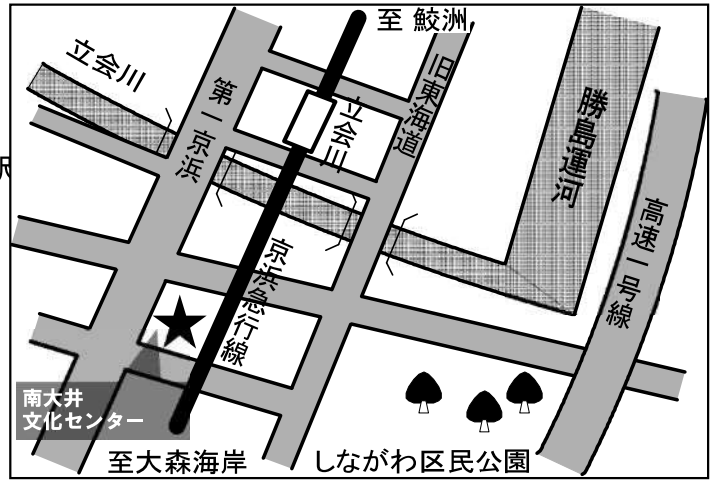 至 鮫洲
立会川
旧東海道
第一京浜
立会川
勝島運河
駅
高速一号線
京浜急行線
南大井
文化センター
至大森海岸
しながわ区民公園